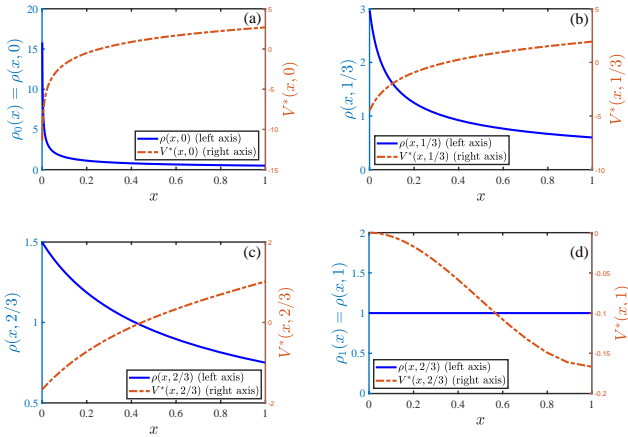 20
15
10
5
0
ρ₀(x) = ρ(x, 0)
(a)
5
0
-5
-10
-15
V*(x, 0)
ρ(x, 0) (left axis)
V*(x, 0) (right axis)
0 0.2 0.4 0.6 0.8 1
x
3
2
1
0
ρ(x, 1/3)
(b)
5
0
-5
-10
V*(x, 1/3)
ρ(x, 1/3) (left axis)
V*(x, 1/3) (right axis)
0 0.2 0.4 0.6 0.8 1
x
1.5
1
0.5
ρ(x, 2/3)
(c)
2
0
-2
V*(x, 2/3)
ρ(x, 2/3) (left axis)
V*(x, 2/3) (right axis)
0 0.2 0.4 0.6 0.8 1
x
2
1.5
1
0.5
0
ρ₁(x) = ρ(x, 1)
(d)
0
-0.05
-0.1
-0.15
-0.2
V*(x, 1)
ρ(x, 2/3) (left axis)
V*(x, 2/3) (right axis)
0 0.2 0.4 0.6 0.8 1
x